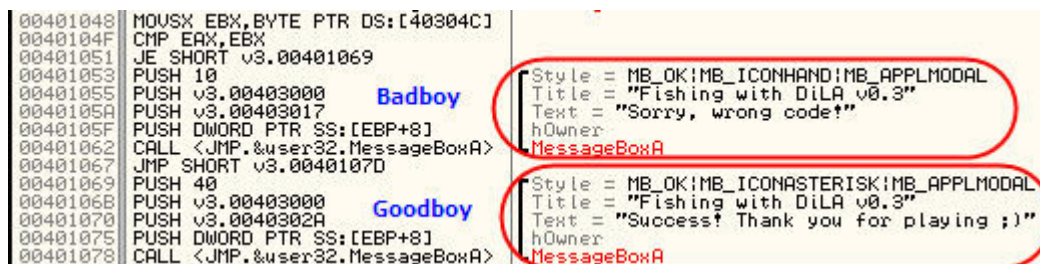 00401048 MOVSX EBX,BYTE PTR DS:[40304C]
0040104F CMP EAX,EBX
00401051 JE SHORT v3.00401069
00401053 PUSH 10 Style = MB_OK|MB_ICONHAND|MB_APPLMODAL
00401055 PUSH v3.00403000 Badboy Title = "Fishing with DiLA v0.3"
0040105A PUSH v3.00403017 Text = "Sorry, wrong code!"
0040105F PUSH DWORD PTR SS:[EBP+8] hOwner
00401062 CALL <JMP.&user32.MessageBoxA> MessageBoxA
00401067 JMP SHORT v3.0040107D
00401069 PUSH 40 Style = MB_OK|MB_ICONASTERISK|MB_APPLMODAL
0040106B PUSH v3.00403000 Goodboy Title = "Fishing with DiLA v0.3"
00401070 PUSH v3.0040302A Text = "Success! Thank you for playing ;)"
00401075 PUSH DWORD PTR SS:[EBP+8] hOwner
00401078 CALL <JMP.&user32.MessageBoxA> MessageBoxA